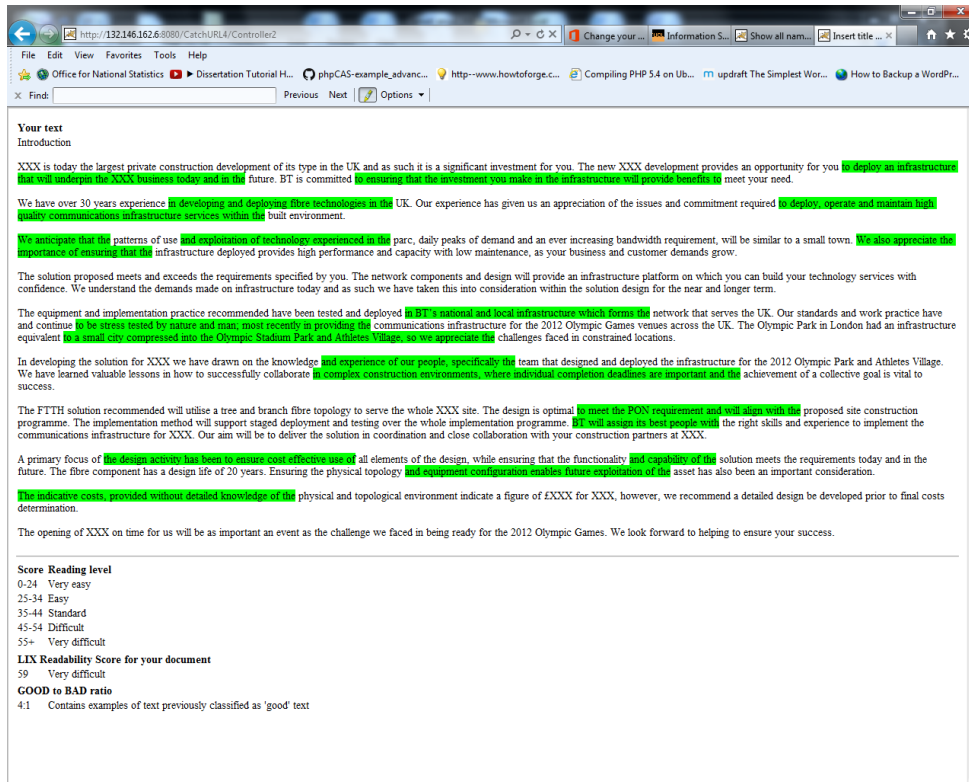 http://132.146.162.6:8080/CatchURL4/Controller2
Change your ...
Information S...
Show all nam...
Insert title ...
File Edit View Favorites Tools Help
Office for National Statistics
Dissertation Tutorial H...
phpCAS-example_advanc...
http--www.howtoforge.c...
Compiling PHP 5.4 on Ub...
updraft The Simplest Wor...
How to Backup a WordPr...
Find: Previous Next Options
Your text
Introduction
XXX is today the largest private construction development of its type in the UK and as such it is a significant investment for you. The new XXX development provides an opportunity for you to deploy an infrastructure
that will underpin the XXX business today and in the future. BT is committed to ensuring that the investment you make in the infrastructure will provide benefits to meet your need.
We have over 30 years experience in developing and deploying fibre technologies in the UK. Our experience has given us an appreciation of the issues and commitment required to deploy, operate and maintain high
quality communications infrastructure services within the built environment.
We anticipate that the patterns of use and exploitation of technology experienced in the parc, daily peaks of demand and an ever increasing bandwidth requirement, will be similar to a small town. We also appreciate the
importance of ensuring that the infrastructure deployed provides high performance and capacity with low maintenance, as your business and customer demands grow.
The solution proposed meets and exceeds the requirements specified by you. The network components and design will provide an infrastructure platform on which you can build your technology services with
confidence. We understand the demands made on infrastructure today and as such we have taken this into consideration within the solution design for the near and longer term.
The equipment and implementation practice recommended have been tested and deployed in BT's national and local infrastructure which forms the network that serves the UK. Our standards and work practice have
and continue to be stress tested by nature and man; most recently in providing the communications infrastructure for the 2012 Olympic Games venues across the UK. The Olympic Park in London had an infrastructure
equivalent to a small city compressed into the Olympic Stadium Park and Athletes Village, so we appreciate the challenges faced in constrained locations.
In developing the solution for XXX we have drawn on the knowledge and experience of our people, specifically the team that designed and deployed the infrastructure for the 2012 Olympic Park and Athletes Village.
We have learned valuable lessons in how to successfully collaborate in complex construction environments, where individual completion deadlines are important and the achievement of a collective goal is vital to
success.
The FTTH solution recommended will utilise a tree and branch fibre topology to serve the whole XXX site. The design is optimal to meet the PON requirement and will align with the proposed site construction
programme. The implementation method will support staged deployment and testing over the whole implementation programme. BT will assign its best people with the right skills and experience to implement the
communications infrastructure for XXX. Our aim will be to deliver the solution in coordination and close collaboration with your construction partners at XXX.
A primary focus of the design activity has been to ensure cost effective use of all elements of the design, while ensuring that the functionality and capability of the solution meets the requirements today and in the
future. The fibre component has a design life of 20 years. Ensuring the physical topology and equipment configuration enables future exploitation of the asset has also been an important consideration.
The indicative costs, provided without detailed knowledge of the physical and topological environment indicate a figure of £XXX for XXX, however, we recommend a detailed design be developed prior to final costs
determination.
The opening of XXX on time for us will be as important an event as the challenge we faced in being ready for the 2012 Olympic Games. We look forward to helping to ensure your success.
Score Reading level
0-24 Very easy
25-34 Easy
35-44 Standard
45-54 Difficult
55+ Very difficult
LIX Readability Score for your document
59 Very difficult
GOOD to BAD ratio
4:1 Contains examples of text previously classified as 'good' text